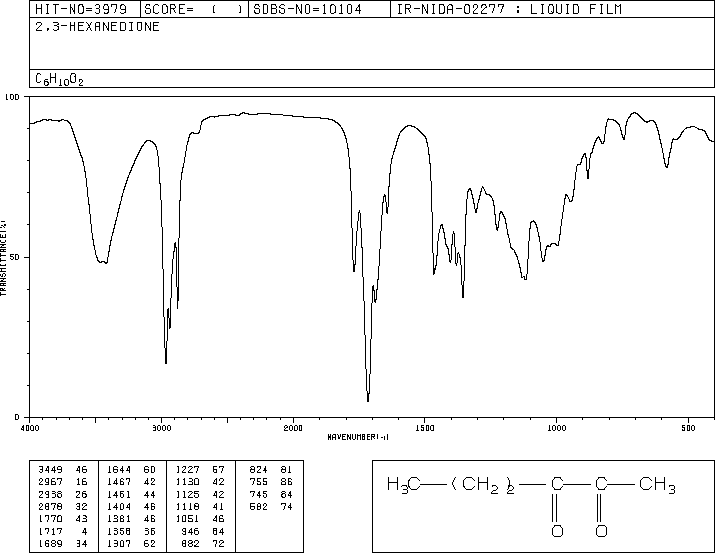 HIT-NO=3979 SCORE= ( ) SDBS-NO=10104 IR-NIDA-02277 : LIQUID FILM
2,3-HEXANEDIONE
C6H10O2
100
TRANSMITTANCE(%)
50
0
4000 3000 2000 1500 1000 500
WAVENUMBER(-1)
3449 46 1644 60 1227 57 824 81
2967 16 1467 42 1130 42 755 86
2938 26 1461 44 1125 42 745 84
2878 32 1404 46 1118 41 582 74
1770 43 1381 46 1051 46
1717 4 1358 36 946 64
1689 34 1307 62 882 72
H3C (CH2)2 C C CH3
O O